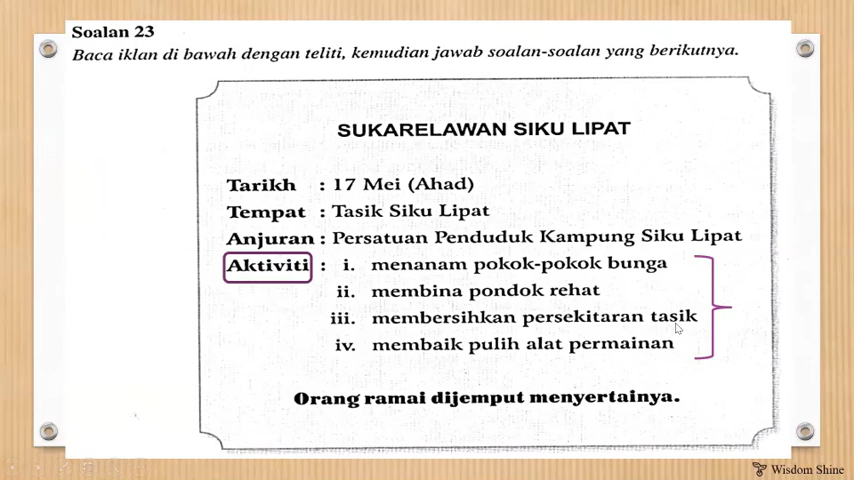 Soalan 23
Baca iklan di bawah dengan teliti, kemudian jawab soalan-soalan yang berikutnya.
SUKARELAWAN SIKU LIPAT
Tarikh : 17 Mei (Ahad)
Tempat : Tasik Siku Lipat
Anjuran : Persatuan Penduduk Kampung Siku Lipat
Aktiviti : i. menanam pokok-pokok bunga
ii. membina pondok rehat
iii. membersihkan persekitaran tasik
iv. membaik pulih alat permainan
Orang ramai dijemput menyertainya.
Wisdom Shine